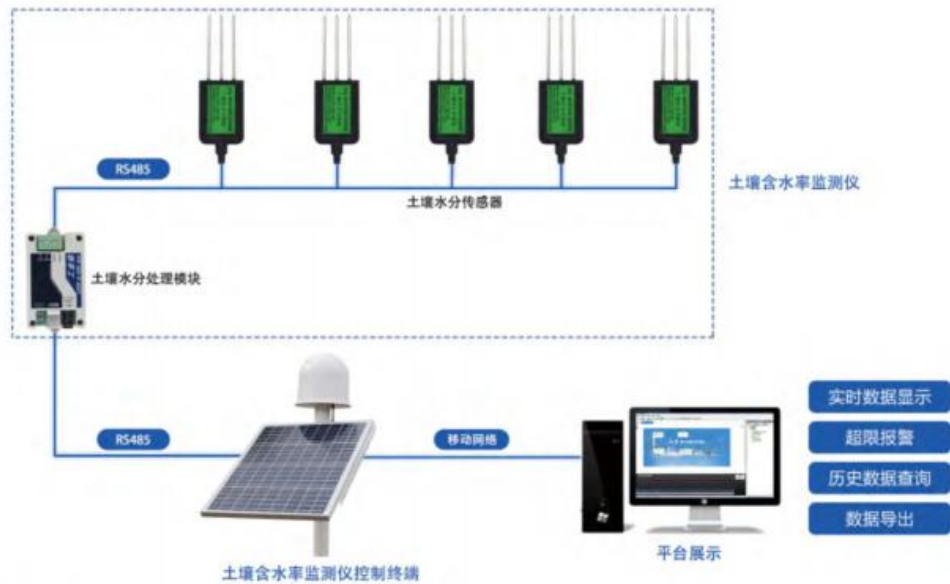 RS485
土壤水分传感器
土壤含水率监测仪
土壤水分处理模块
RS485
移动网络
实时数据显示
超限报警
历史数据查询
数据导出
平台展示
土壤含水率监测仪控制终端